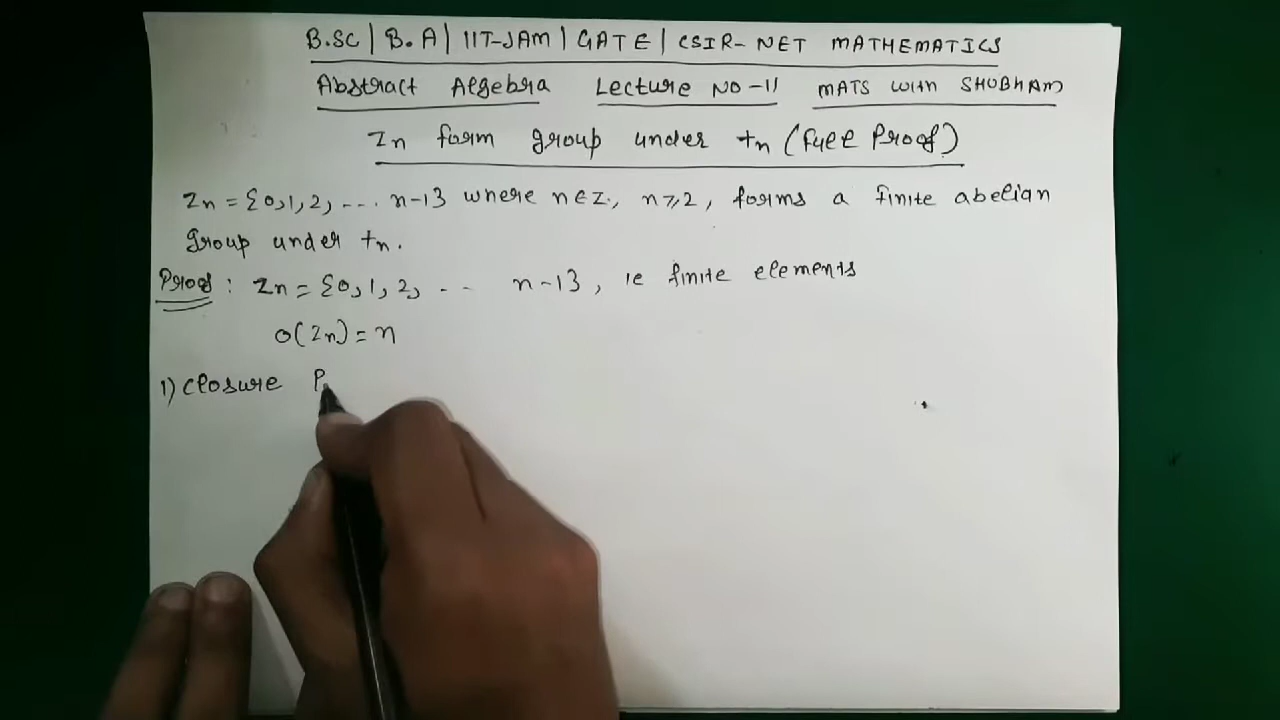 B.SC | B.A | IIT-JAM | GATE | CSIR-NET MATHEMATICS
Abstract Algebra Lecture NO-11 MATS with SHUBHAM
Zn form group under +n (Full Proof)
Zn = {0, 1, 2, ... n-1} where n∈Z, n≥2, forms a finite abelian
group under +n.
Proof : Zn = {0, 1, 2, .. n-1}, ie finite elements
O(Zn) = n
1) Closure P